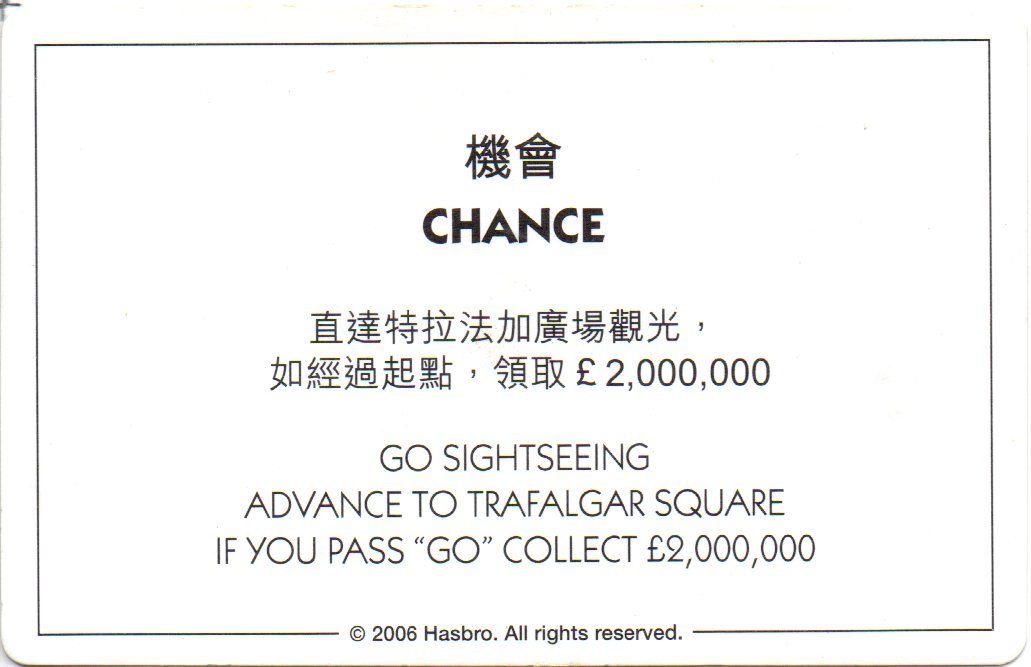 機會
CHANCE
直達特拉法加廣場觀光，
如經過起點，領取 £ 2,000,000
GO SIGHTSEEING
ADVANCE TO TRAFALGAR SQUARE
IF YOU PASS “GO” COLLECT £2,000,000
© 2006 Hasbro. All rights reserved.